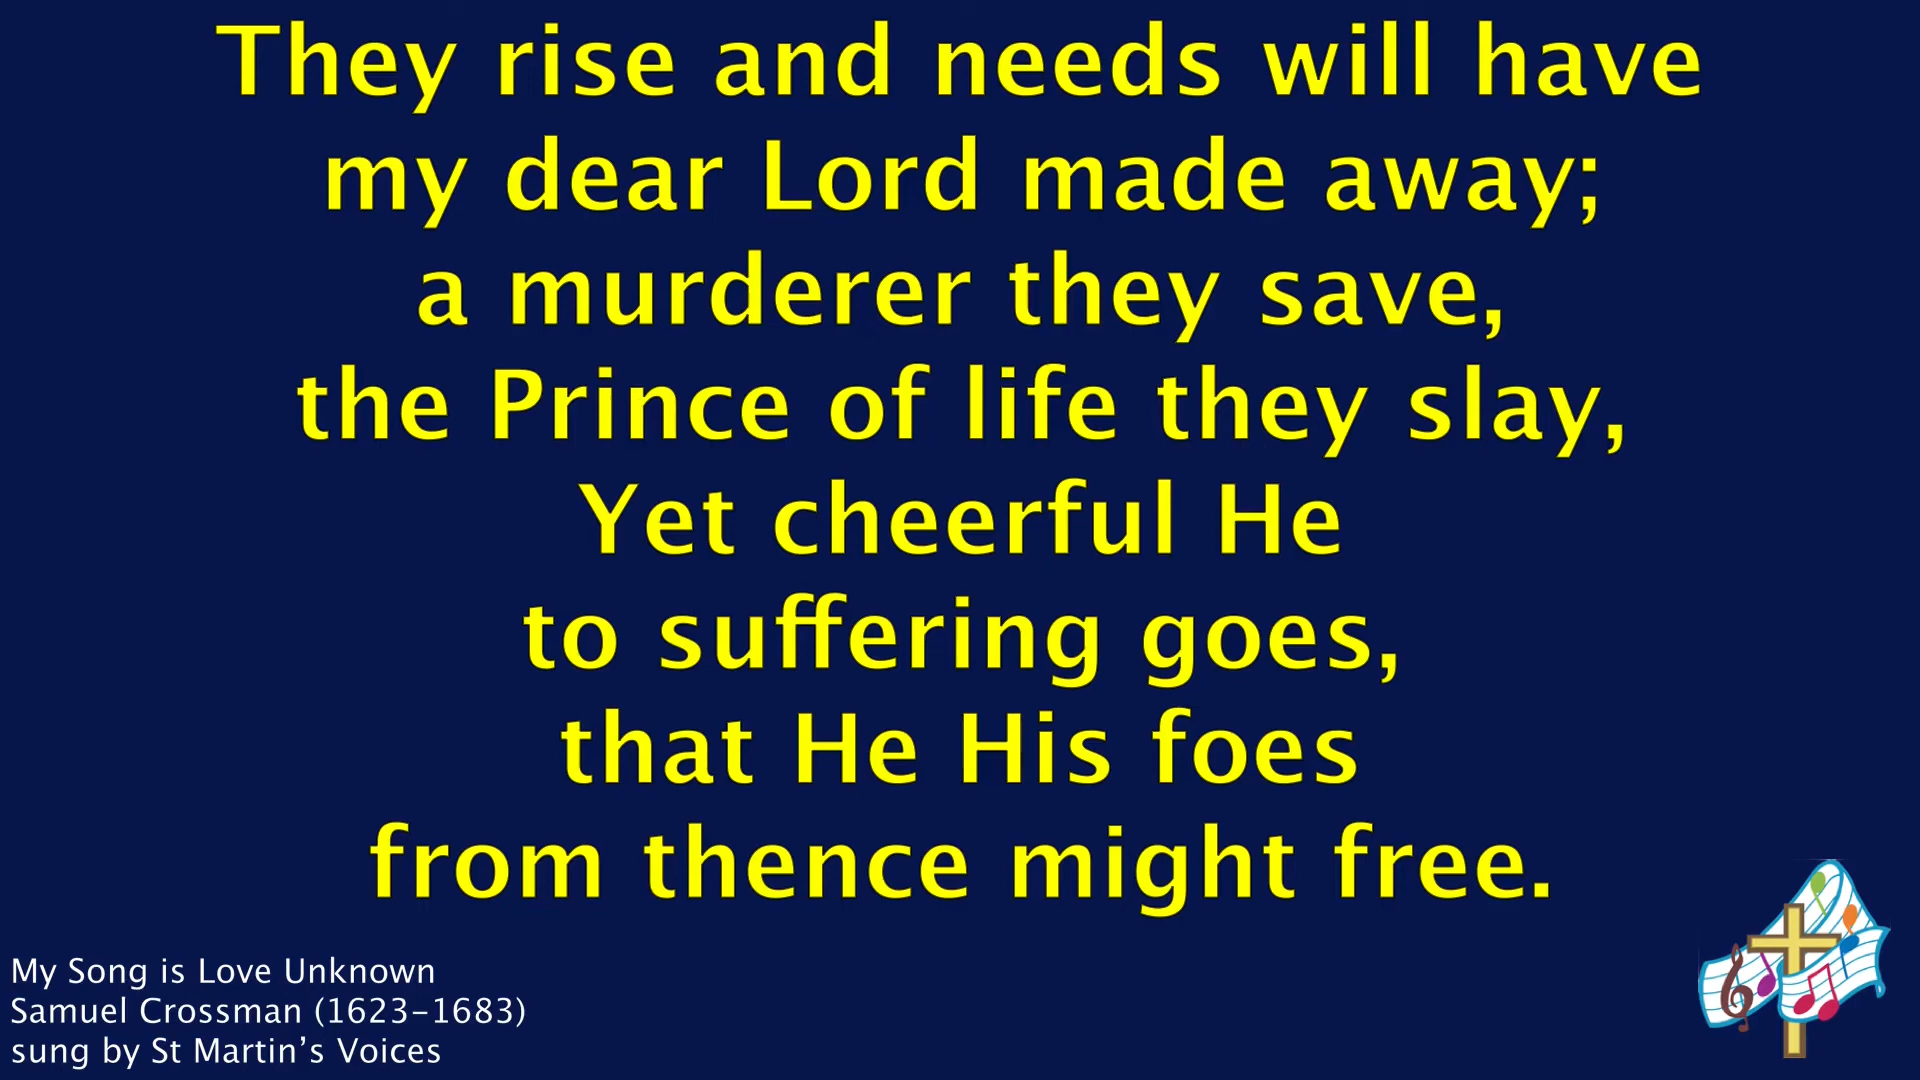 They rise and needs will have
my dear Lord made away;
a murderer they save,
the Prince of life they slay,
Yet cheerful He
to suffering goes,
that He His foes
from thence might free.
My Song is Love Unknown
Samuel Crossman (1623–1683)
sung by St Martin’s Voices